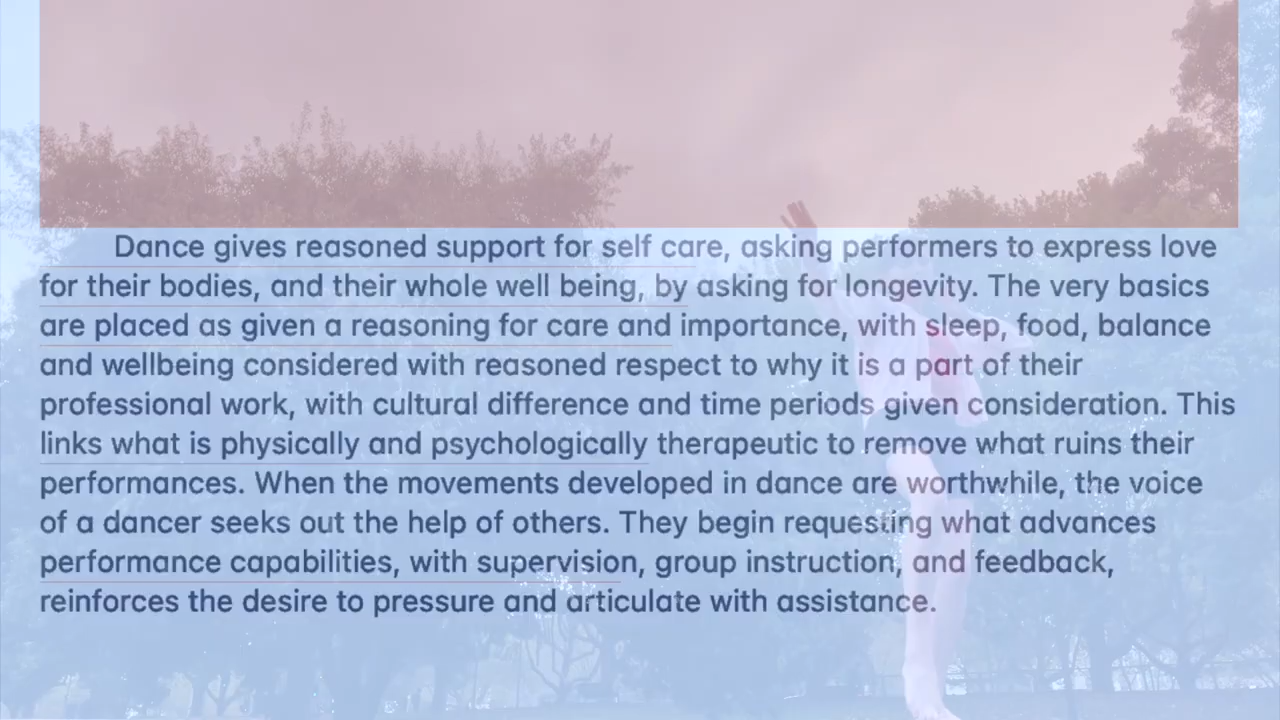 Dance gives reasoned support for self care, asking performers to express love
for their bodies, and their whole well being, by asking for longevity. The very basics
are placed as given a reasoning for care and importance, with sleep, food, balance
and wellbeing considered with reasoned respect to why it is a part of their
professional work, with cultural difference and time periods given consideration. This
links what is physically and psychologically therapeutic to remove what ruins their
performances. When the movements developed in dance are worthwhile, the voice
of a dancer seeks out the help of others. They begin requesting what advances
performance capabilities, with supervision, group instruction, and feedback,
reinforces the desire to pressure and articulate with assistance.